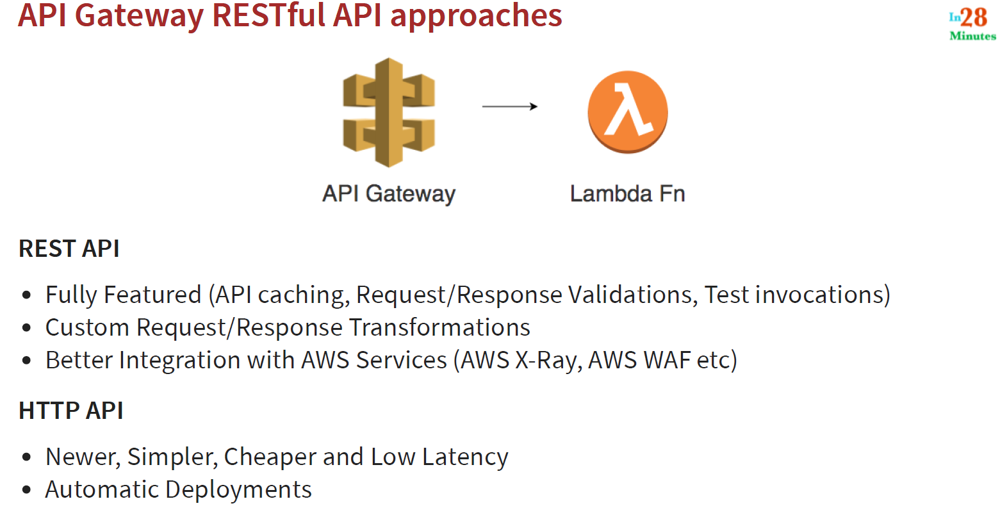 API Gateway RESTful API approaches
In28
Minutes
API Gateway
Lambda Fn
REST API
• Fully Featured (API caching, Request/Response Validations, Test invocations)
• Custom Request/Response Transformations
• Better Integration with AWS Services (AWS X-Ray, AWS WAF etc)
HTTP API
• Newer, Simpler, Cheaper and Low Latency
• Automatic Deployments